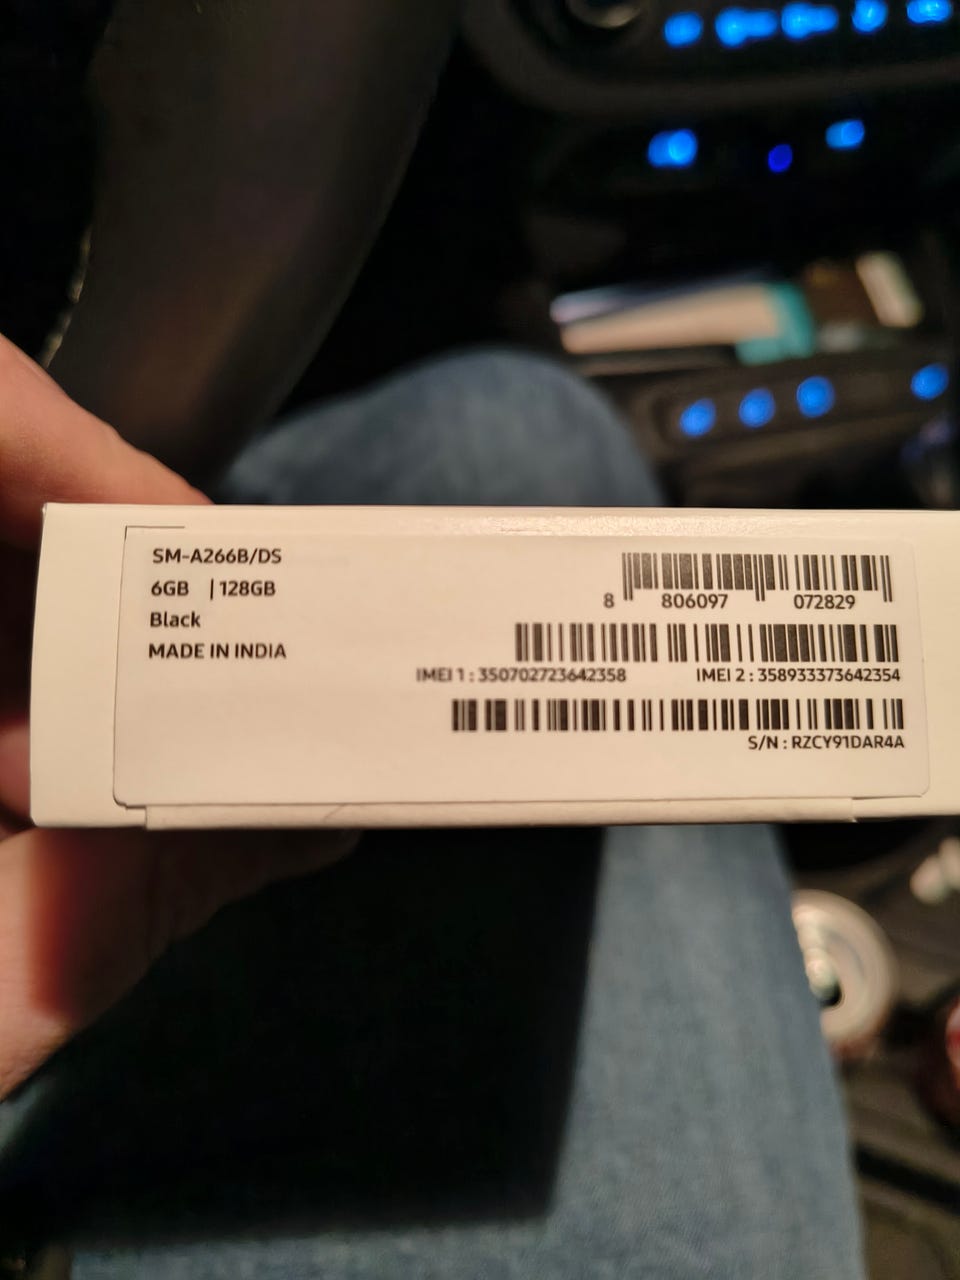 SM-A266B/DS
6GB | 128GB
Black
MADE IN INDIA
8 806097 072829
IMEI 1 : 350702723642358 IMEI 2 : 358933373642354
S/N : RZCY91DAR4A